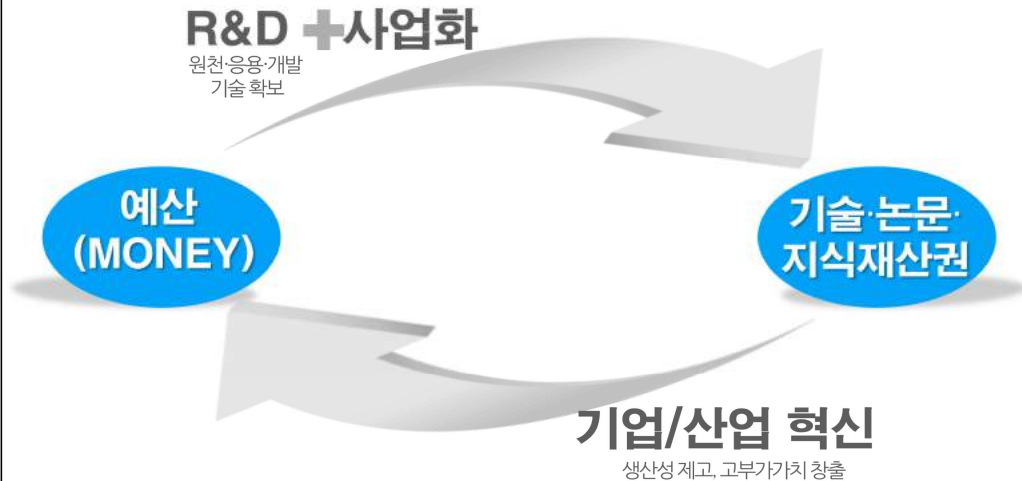 R&D +사업화
원천·응용·개발
기술 확보
예산
(MONEY)
기술·논문·
지식재산권
기업/산업 혁신
생산성 제고, 고부가가치 창출